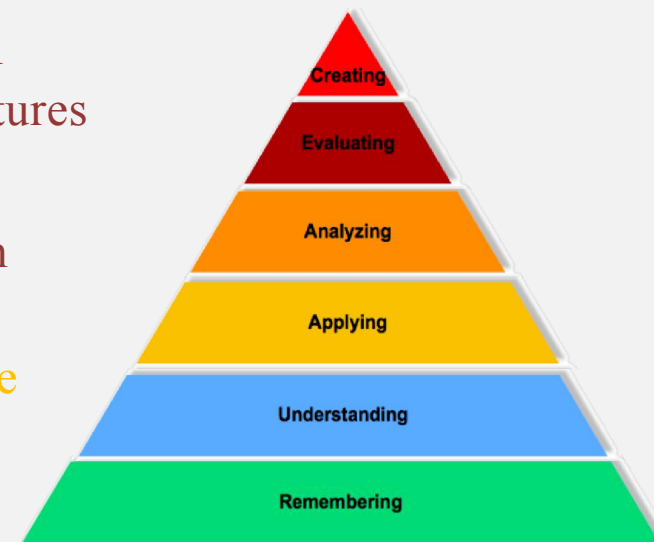 Creating
tures
Evaluating
Analyzing
Applying
Understanding
Remembering